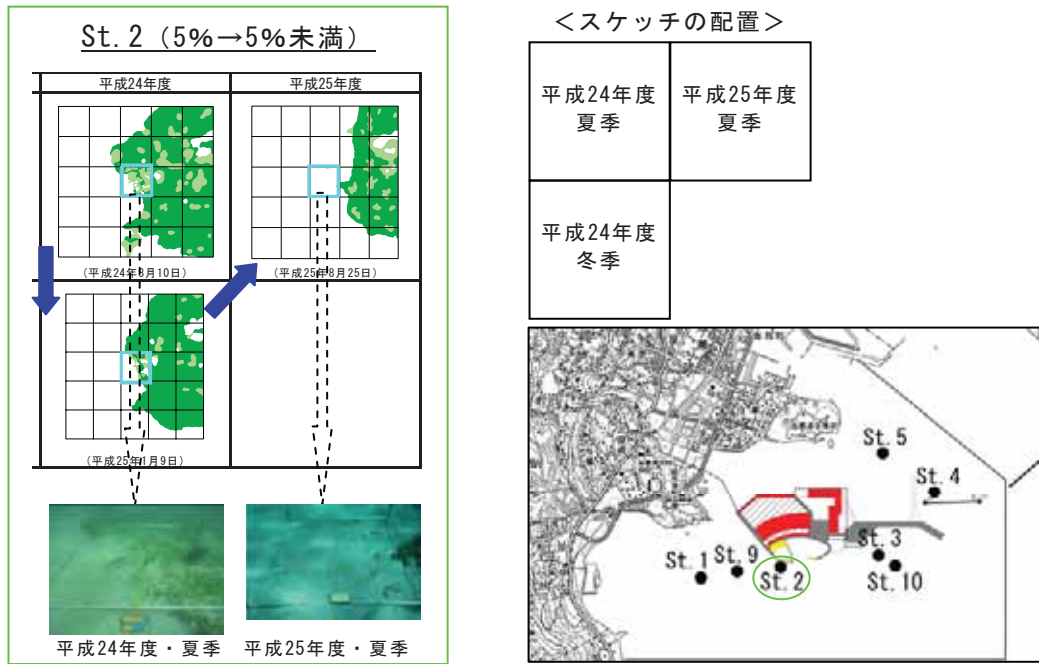 St. 2（5%→5%未満）
平成24年度
平成25年度
（平成24年8月10日）
（平成25年8月25日）
（平成25年1月9日）
平成24年度・夏季
平成25年度・夏季
＜スケッチの配置＞
平成24年度
夏季
平成25年度
夏季
平成24年度
冬季
St. 5
St. 4
St. 3
St. 1
St. 9
St. 2
St. 10